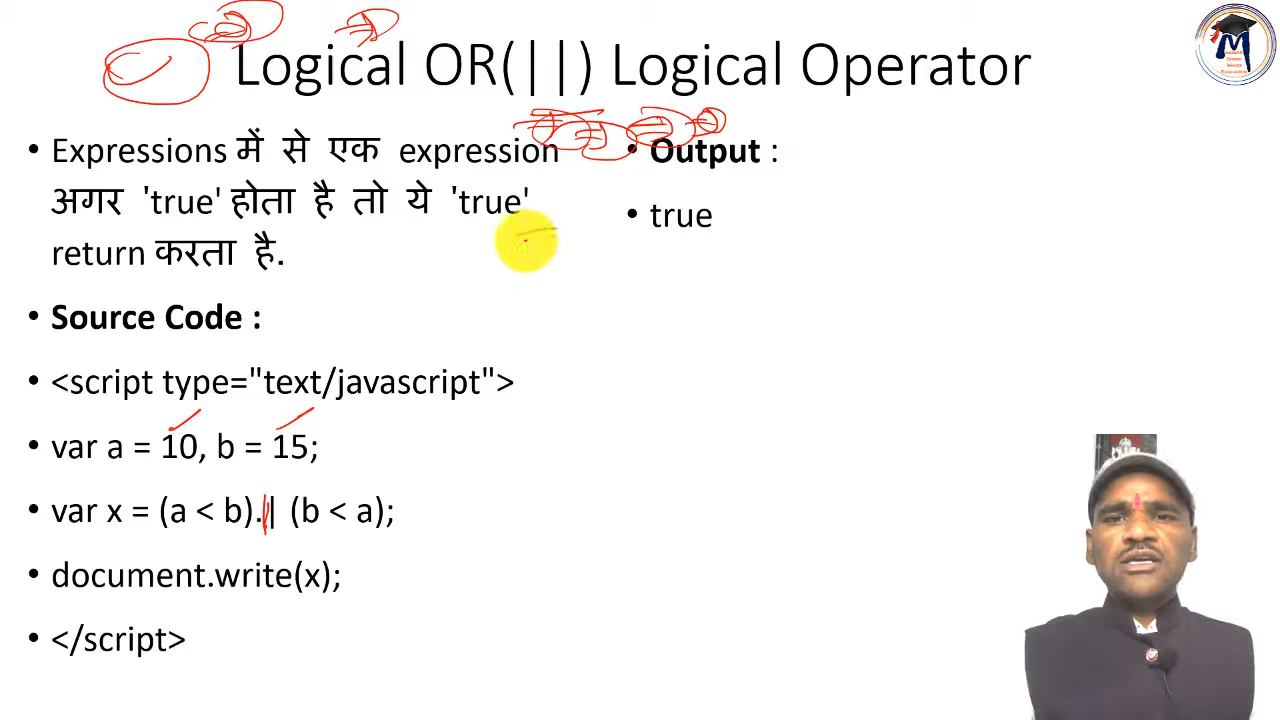 Logical OR(||) Logical Operator
• Expressions में से एक expression
अगर 'true' होता है तो ये 'true'
return करता है.
• Source Code :
• <script type="text/javascript">
• var a = 10, b = 15;
• var x = (a < b).|| (b < a);
• document.write(x);
• </script>
• Output :
• true